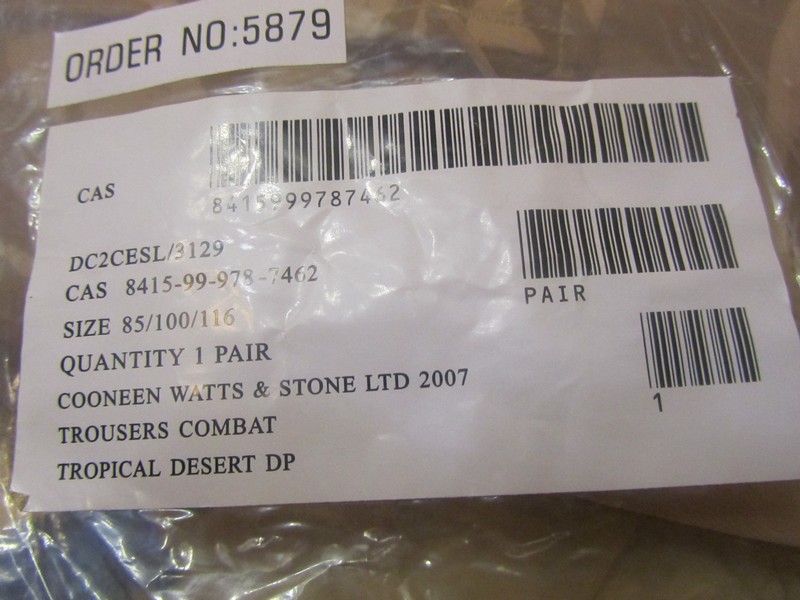 ORDER NO:5879
CAS
8415999787462
DC2CESL/3129
CAS 8415-99-978-7462
PAIR
SIZE 85/100/116
QUANTITY 1 PAIR
COONEEN WATTS & STONE LTD 2007
1
TROUSERS COMBAT
TROPICAL DESERT DP